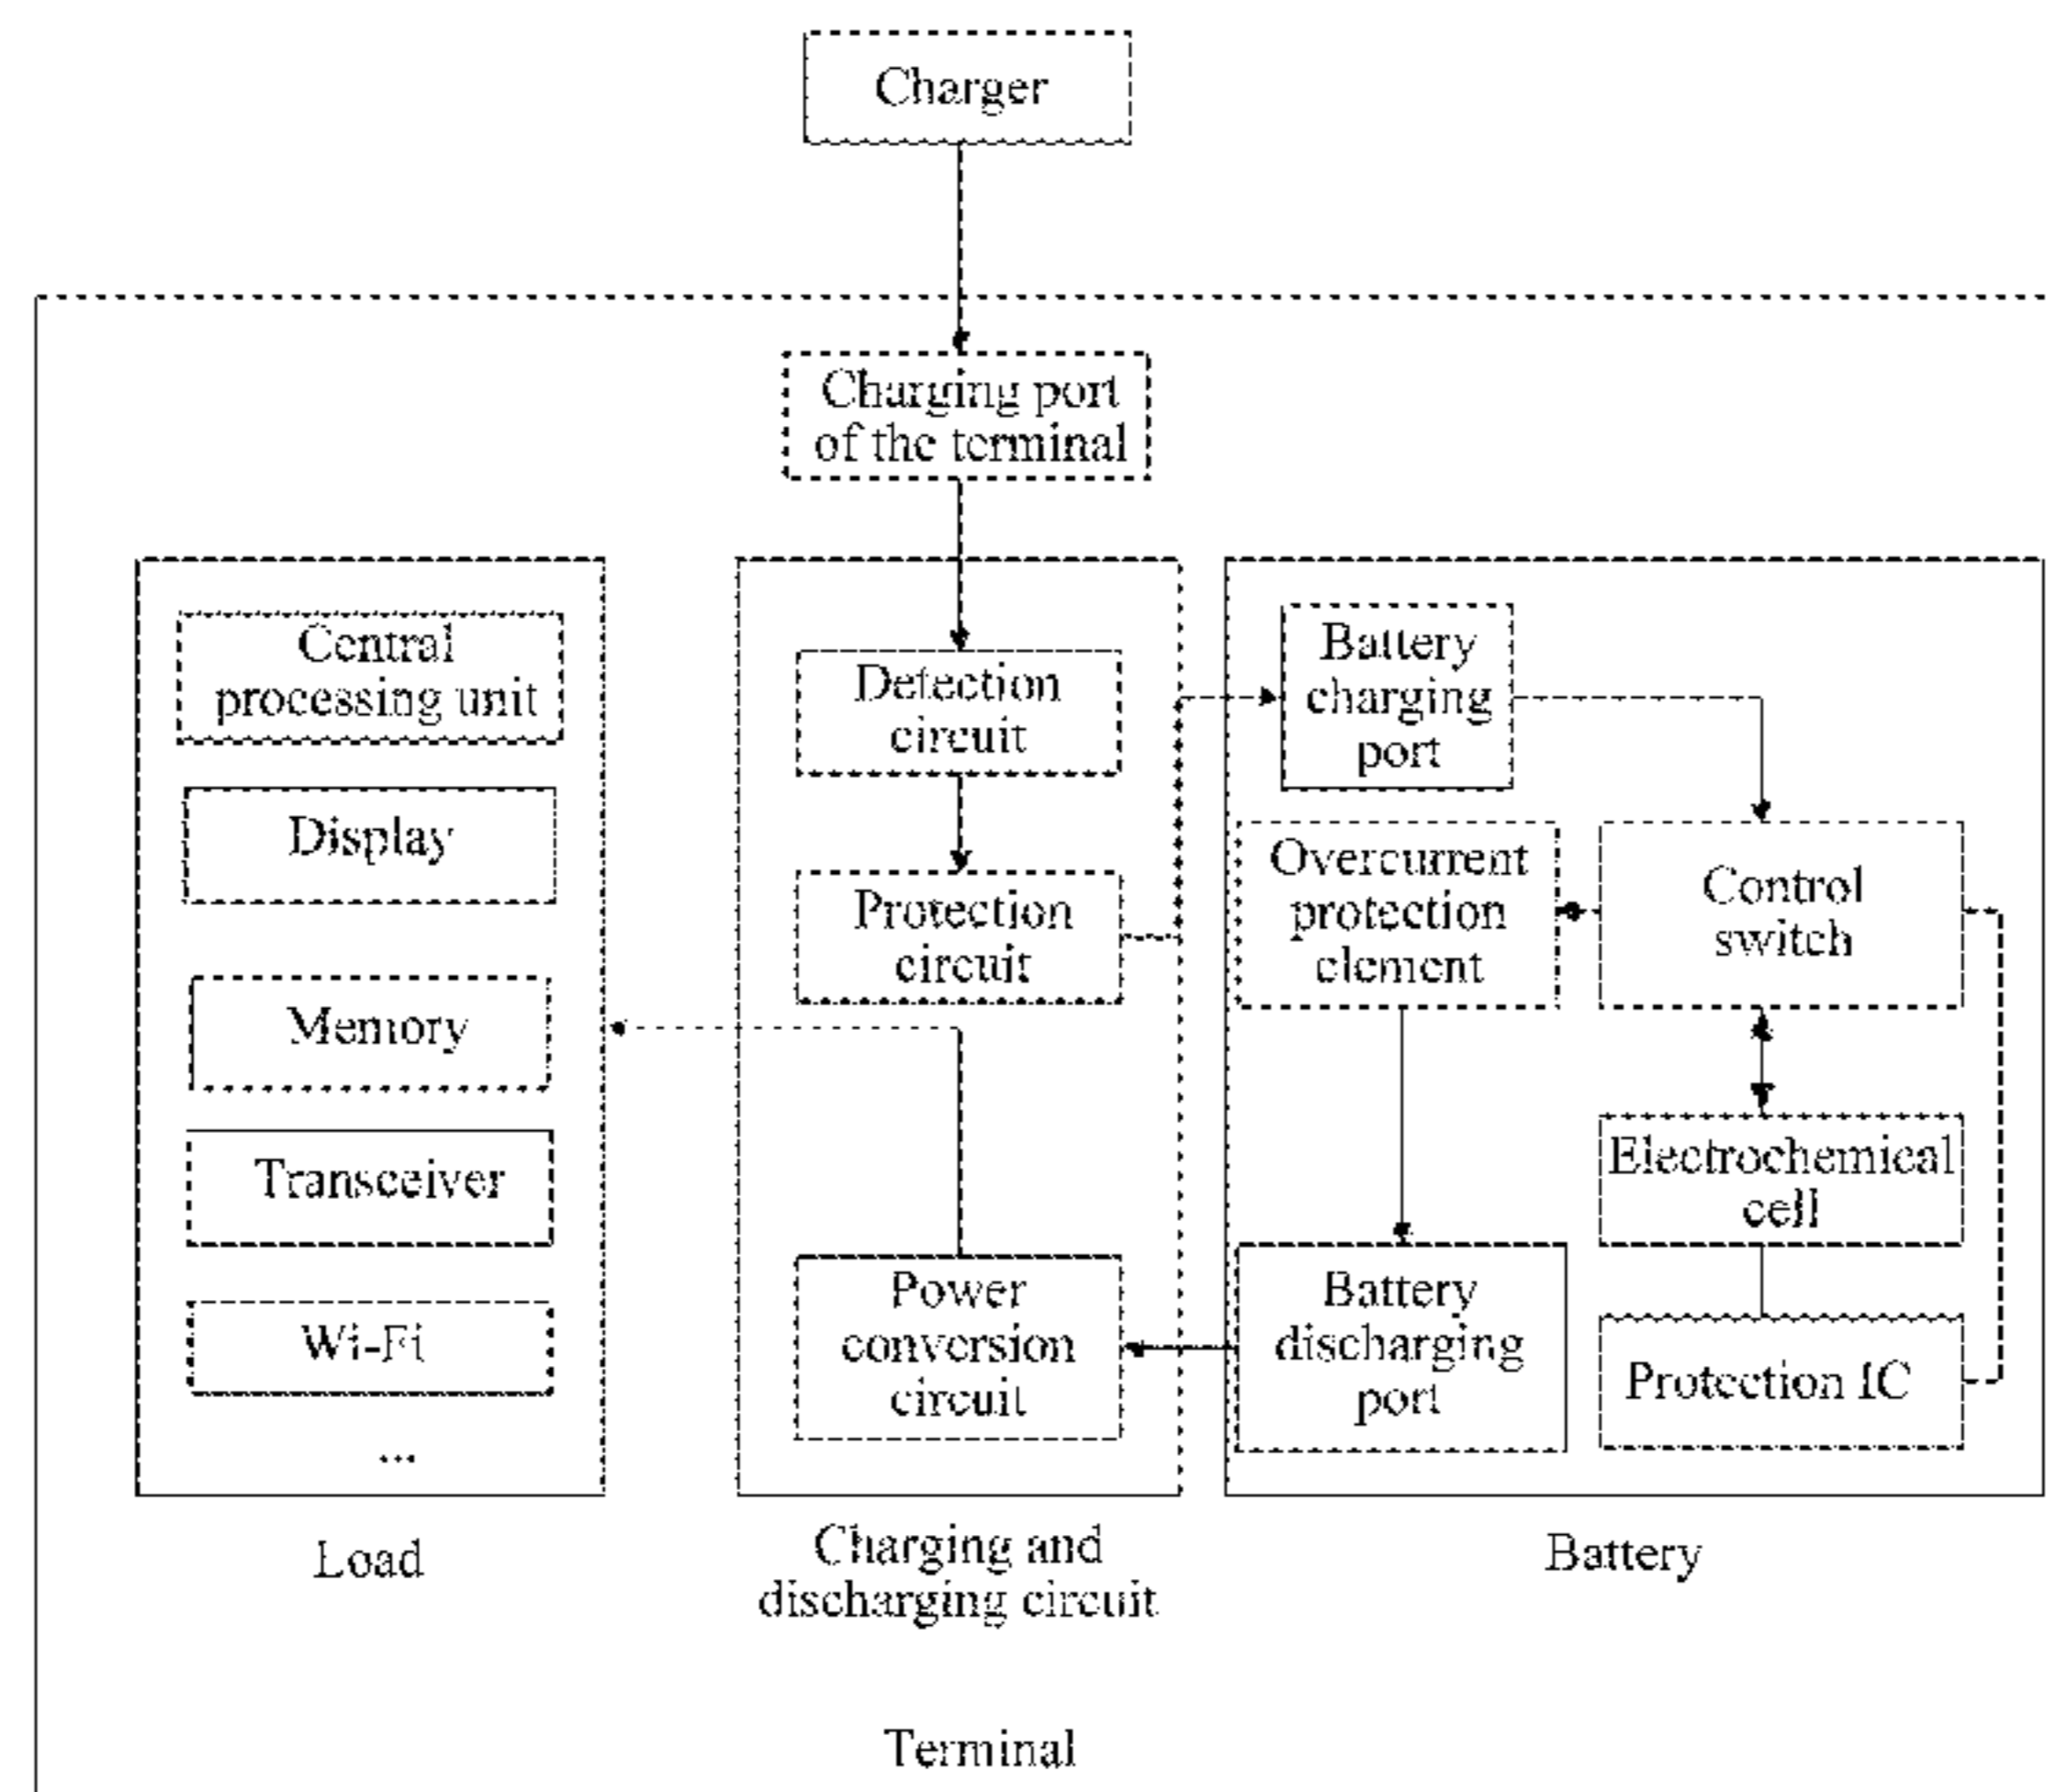 Charger
Charging port
of the terminal
Central
processing unit
Display
Memory
Transceiver
Wi-Fi
...
Load
Detection
circuit
Protection
circuit
Power
conversion
circuit
Charging and
discharging circuit
Battery
charging
port
Overcurrent
protection
element
Control
switch
Electrochemical
cell
Battery
discharging
port
Protection IC
Battery
Terminal